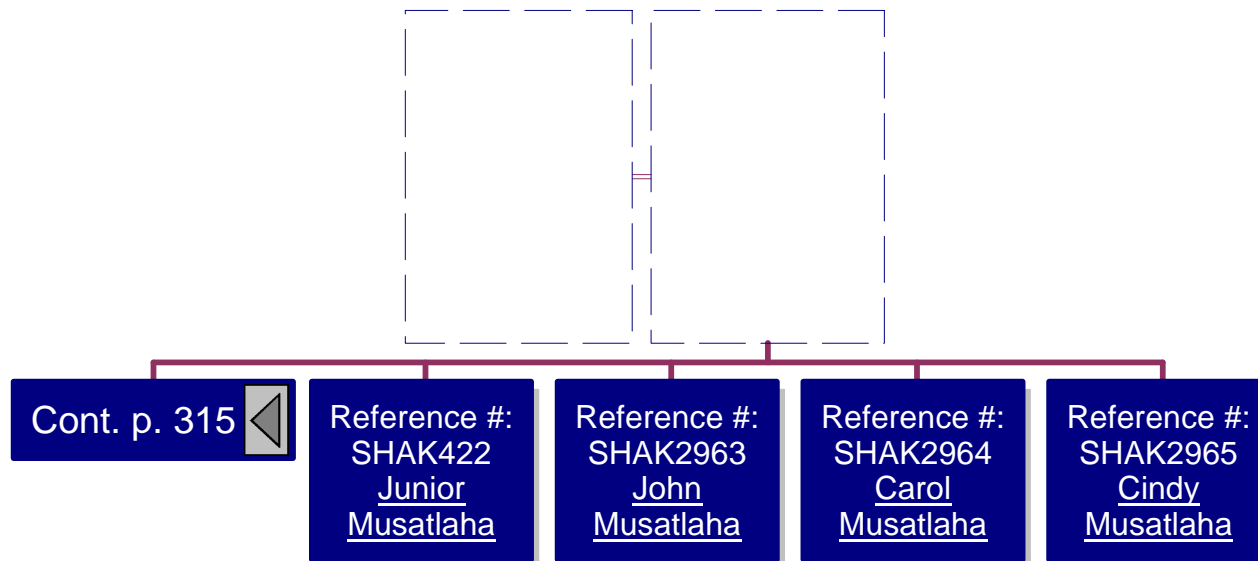 Cont. p. 315
Reference #:
SHAK422
Junior
Musatlaha
Reference #:
SHAK2963
John
Musatlaha
Reference #:
SHAK2964
Carol
Musatlaha
Reference #:
SHAK2965
Cindy
Musatlaha